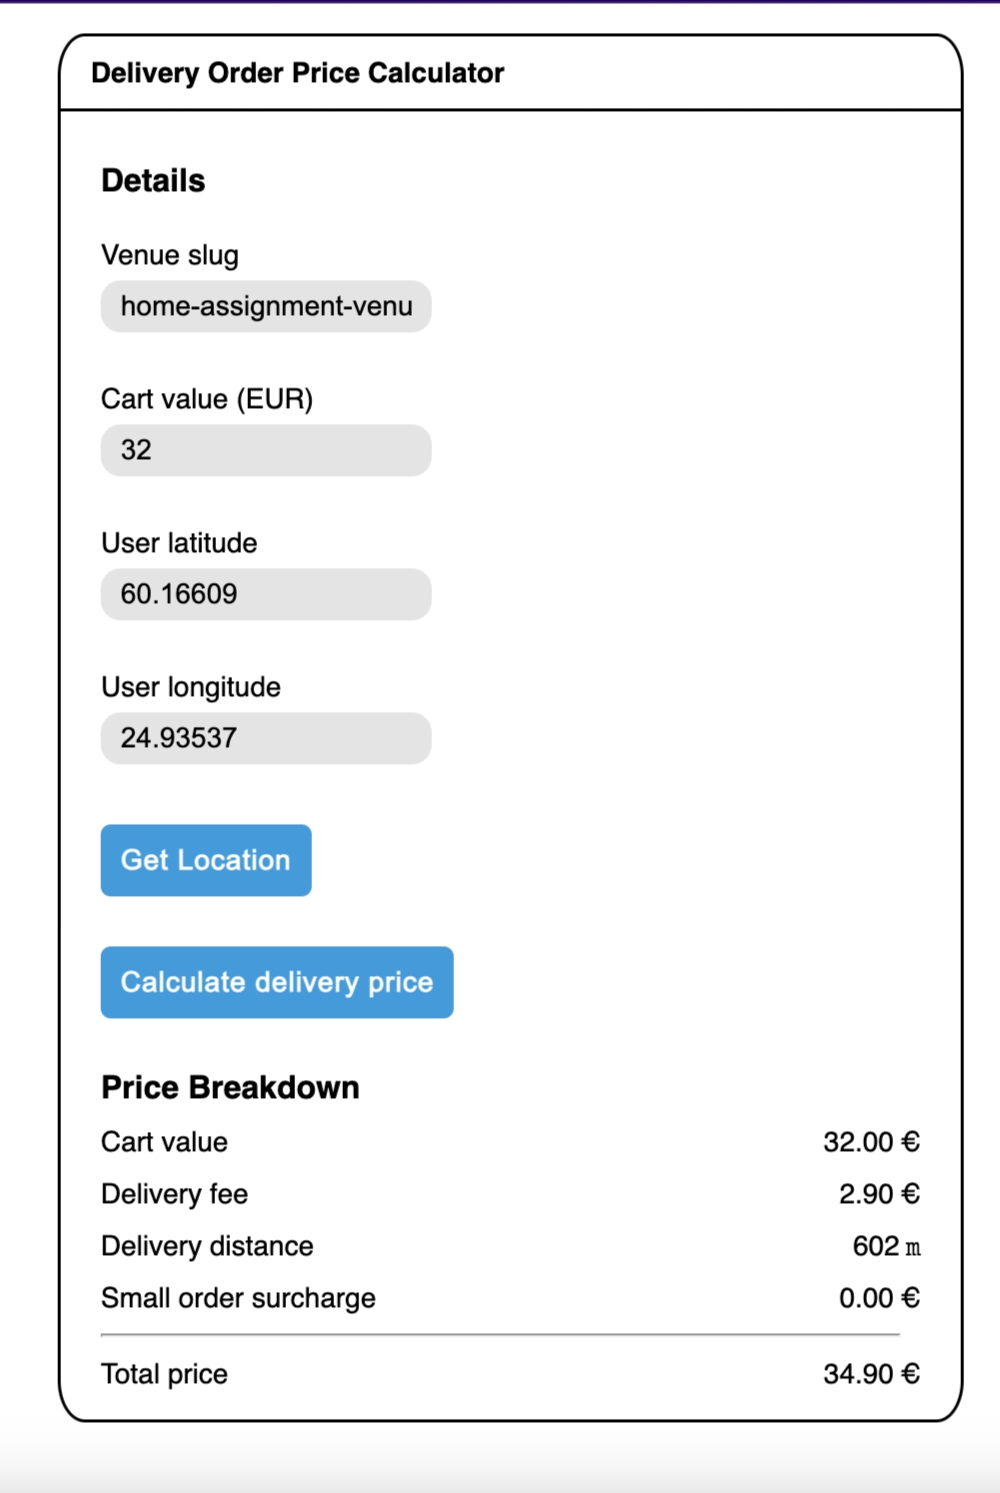 Delivery Order Price Calculator
Details
Venue slug
home-assignment-venu
Cart value (EUR)
32
User latitude
60.16609
User longitude
24.93537
Get Location
Calculate delivery price
Price Breakdown
Cart value 32.00 €
Delivery fee 2.90 €
Delivery distance 602 m
Small order surcharge 0.00 €
Total price 34.90 €